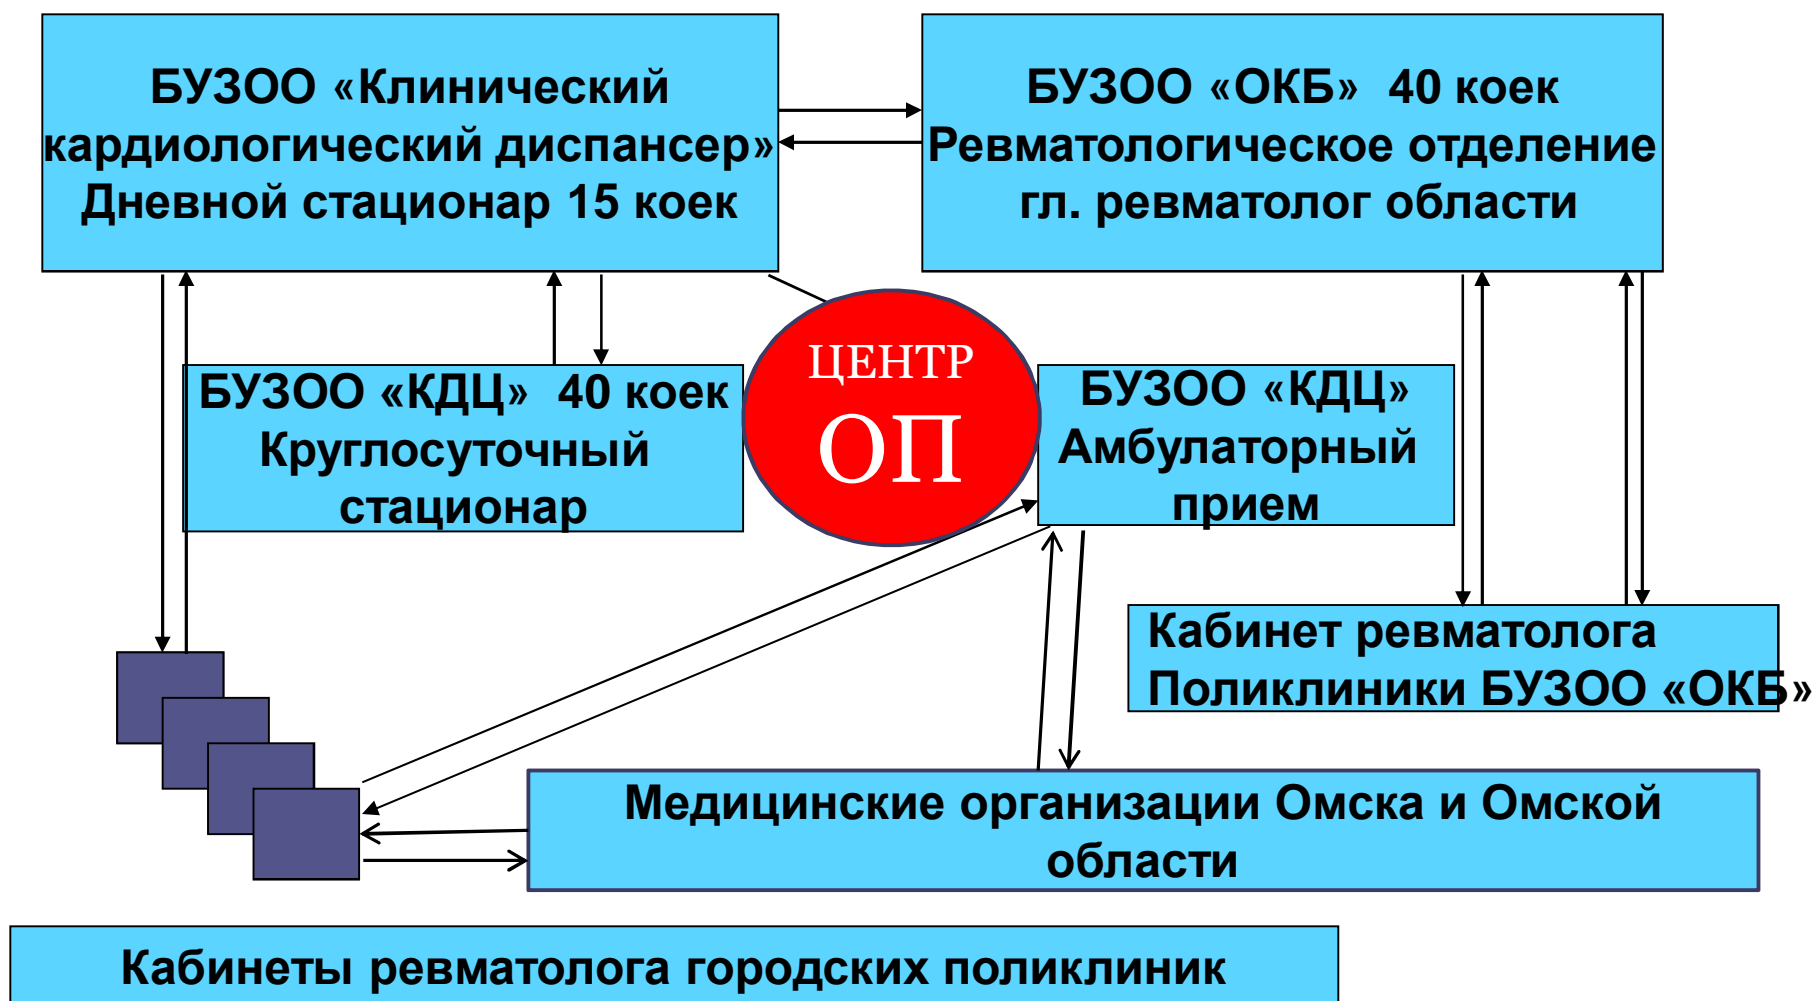 БУЗОО «Клинический
кардиологический диспансер»
Дневной стационар 15 коек
БУЗОО «ОКБ» 40 коек
Ревматологическое отделение
гл. ревматолог области
ЦЕНТР
ОП
БУЗОО «КДЦ» 40 коек
Круглосуточный
стационар
БУЗОО «КДЦ»
Амбулаторный
прием
Кабинет ревматолога
Поликлиники БУЗОО «ОКБ»
Медицинские организации Омска и Омской
области
Кабинеты ревматолога городских поликлиник